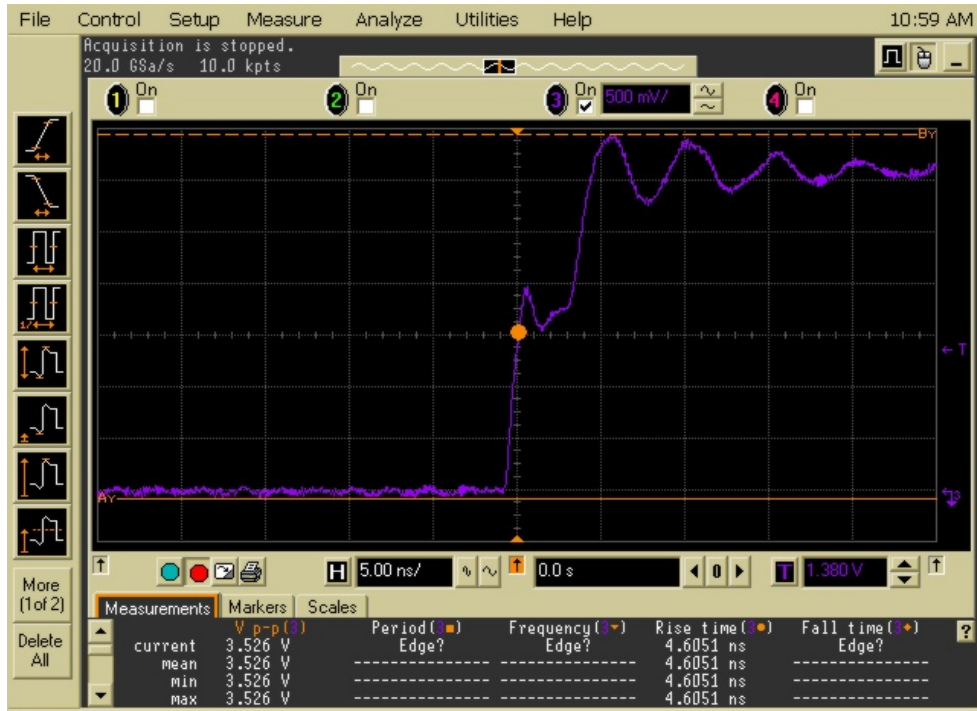 File Control Setup Measure Analyze Utilities Help 10:59 AM
Acquisition is stopped.
20.0 GSa/s 10.0 kpts
1 On 2 On 3 On 500 mV/ 4 On
BY
T
AY
3
H 5.00 ns/ 0.0 s 0 T 1.380 V
More
(1of 2)
Delete
All
Measurements Markers Scales
V p-p(3) Period(3) Frequency(3) Rise time(3) Fall time(3) ?
current 3.526 V Edge? Edge? 4.6051 ns Edge?
mean 3.526 V ---------------- ---------------- 4.6051 ns ----------------
min 3.526 V ---------------- ---------------- 4.6051 ns ----------------
max 3.526 V ---------------- ---------------- 4.6051 ns ----------------